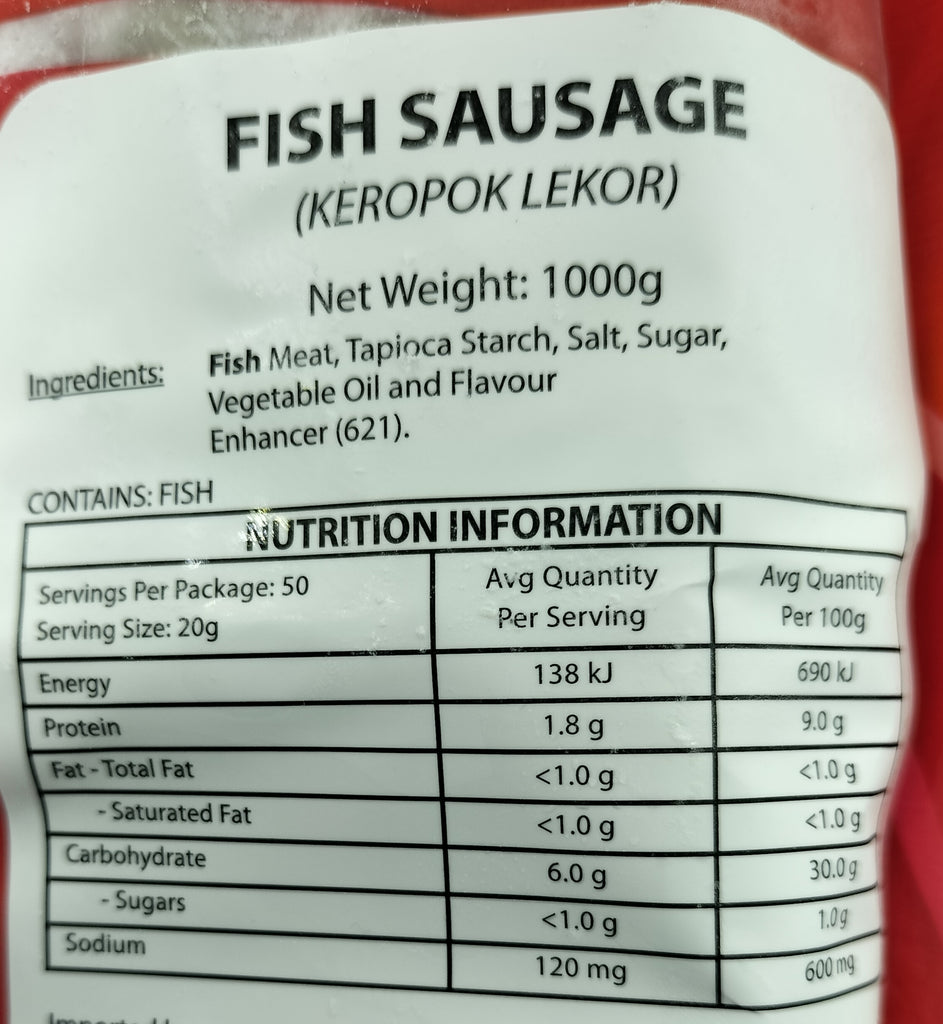 FISH SAUSAGE
(KEROPOK LEKOR)
Net Weight: 1000g
Ingredients: Fish Meat, Tapioca Starch, Salt, Sugar,
Vegetable Oil and Flavour
Enhancer (621).
CONTAINS: FISH
NUTRITION INFORMATION
Servings Per Package: 50
Serving Size: 20g
Avg Quantity
Per Serving
Avg Quantity
Per 100g
Energy 138 kJ 690 kJ
Protein 1.8 g 9.0 g
Fat - Total Fat <1.0 g <1.0 g
- Saturated Fat <1.0 g <1.0 g
Carbohydrate 6.0 g 30.0 g
- Sugars <1.0 g 1.0 g
Sodium 120 mg 600 mg